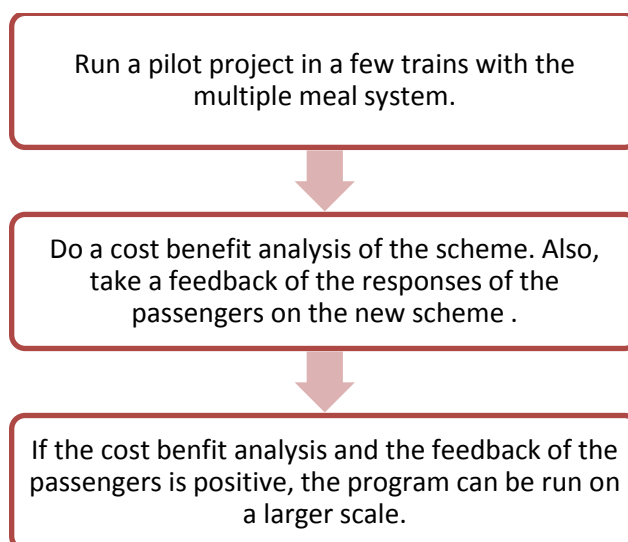 Run a pilot project in a few trains with the
multiple meal system.
Do a cost benefit analysis of the scheme. Also,
take a feedback of the responses of the
passengers on the new scheme .
If the cost benfit analysis and the feedback of the
passengers is positive, the program can be run on
a larger scale.